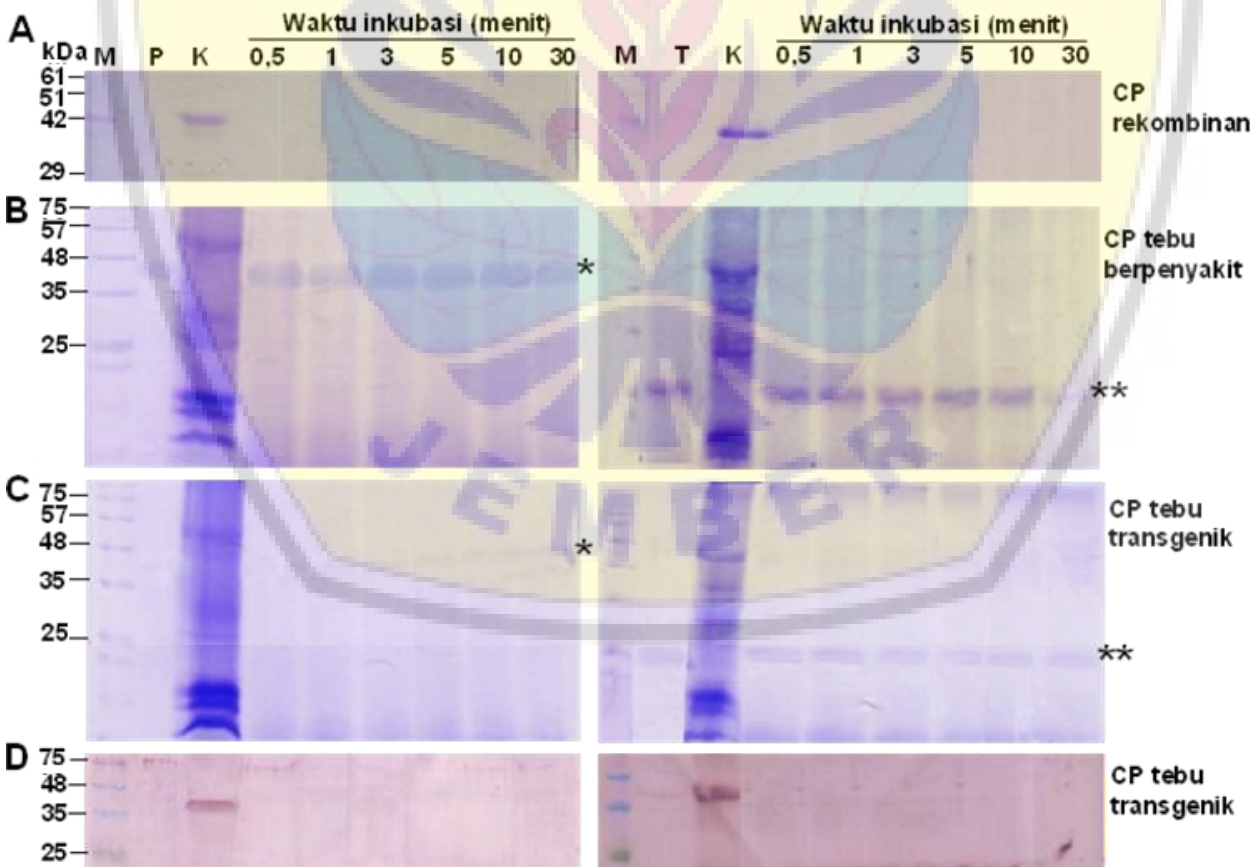 A
Waktu inkubasi (menit)
Waktu inkubasi (menit)
kDa M P K 0,5 1 3 5 10 30
M T K 0,5 1 3 5 10 30
61
51
42
29
CP
rekombinan
B
75
57
48
35
25
*
**
CP tebu
berpenyakit
C
75
57
48
35
25
*
**
CP tebu
transgenik
D
75
48
35
25
CP tebu
transgenik
JEMBER